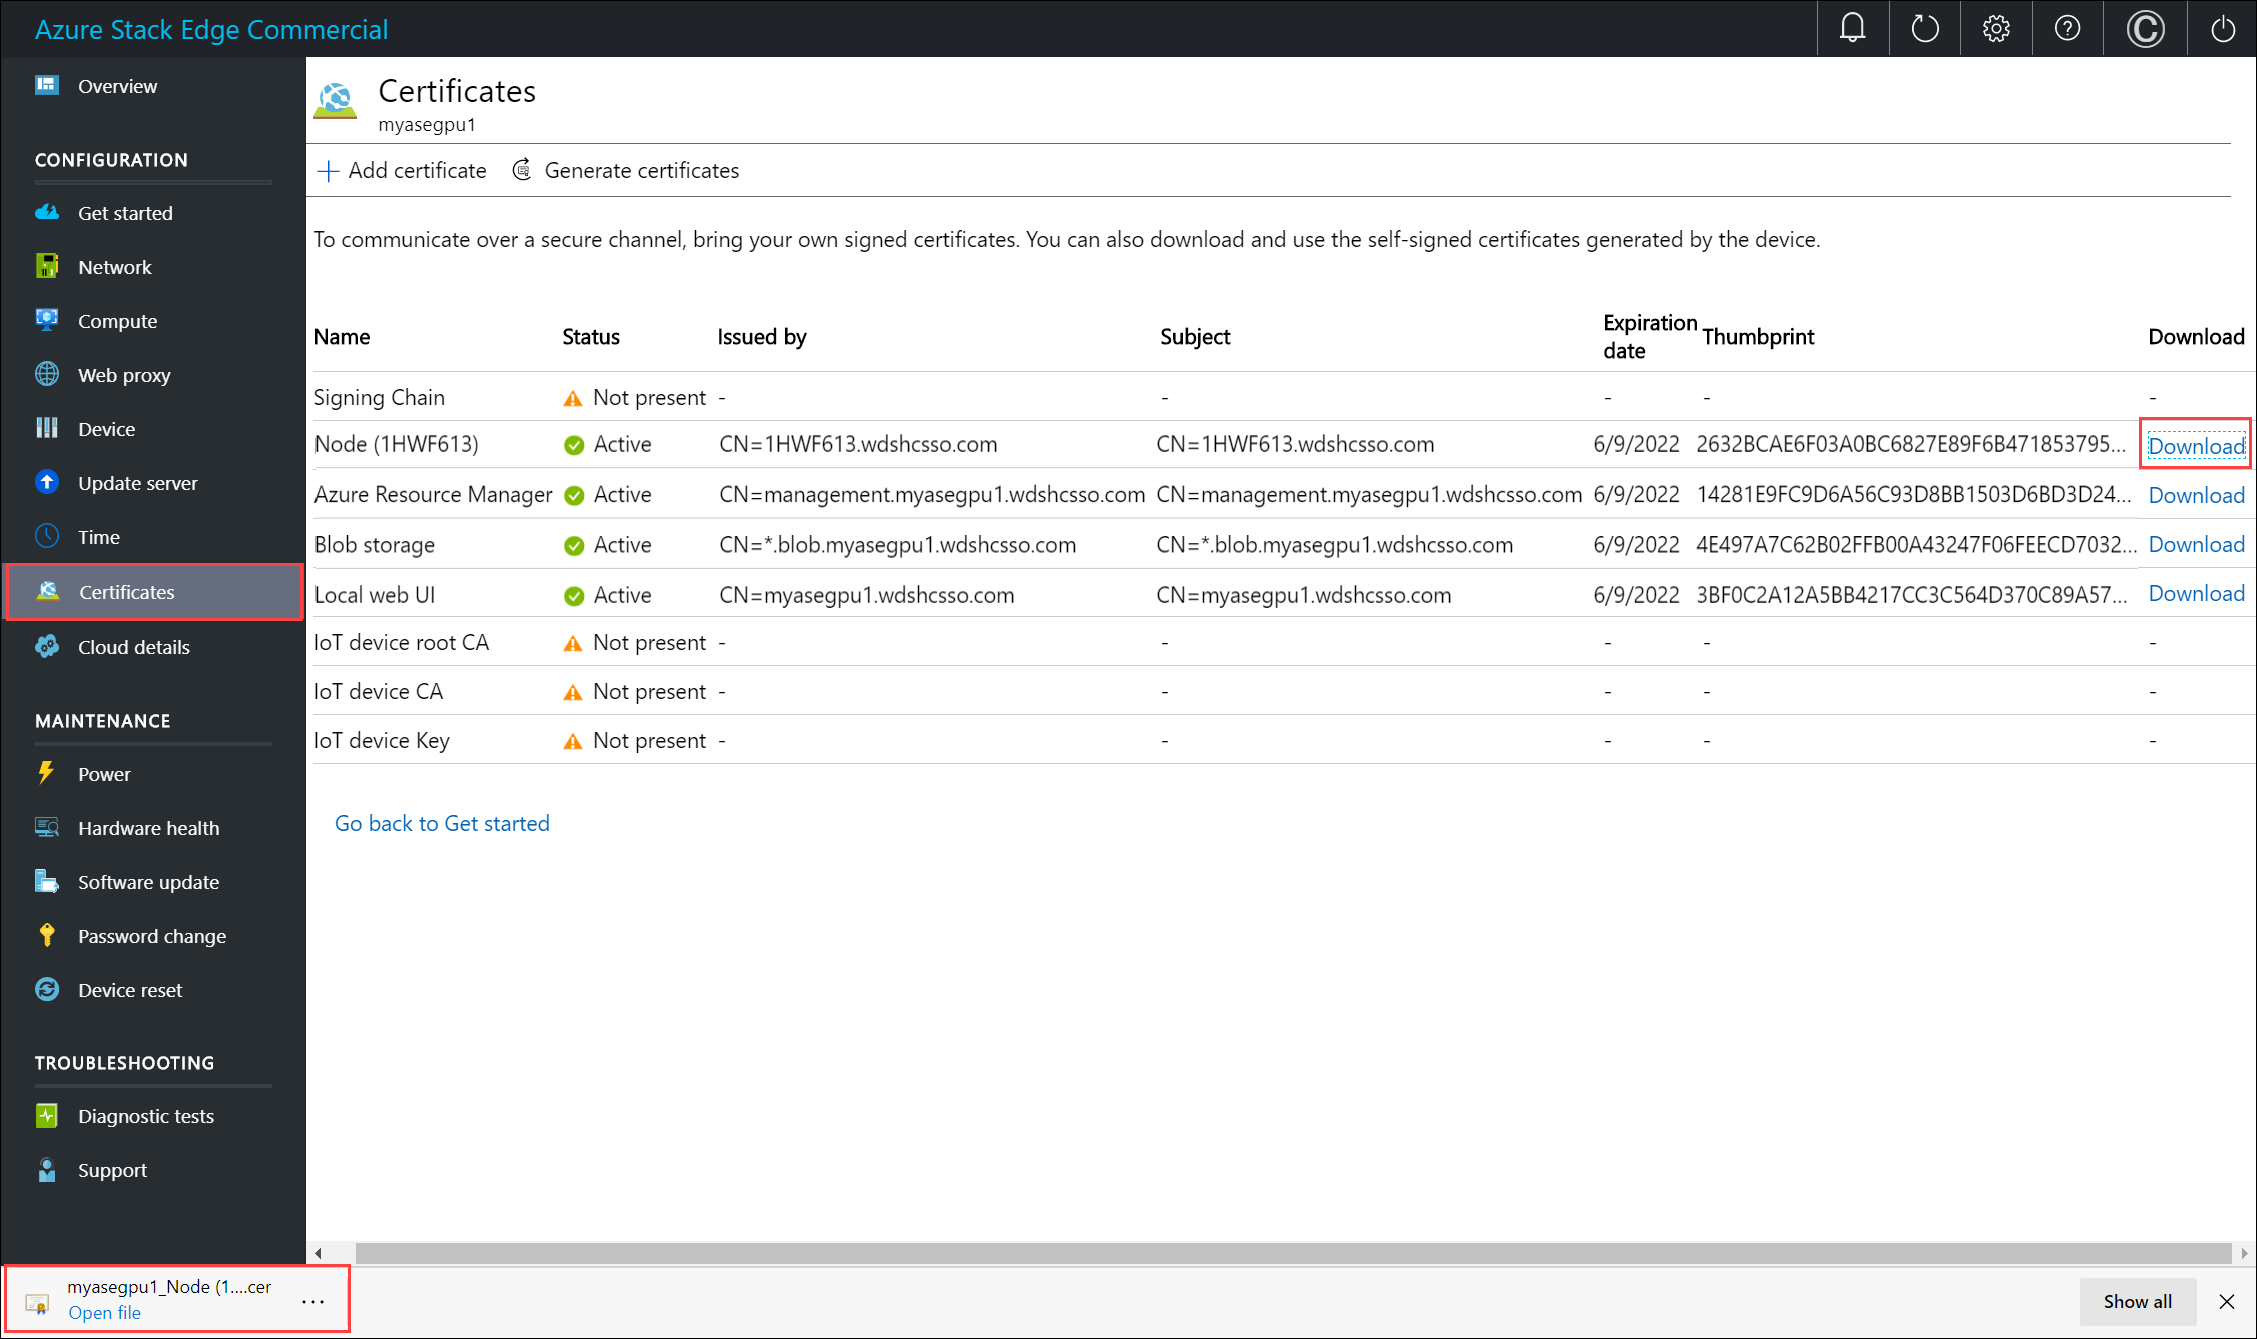 Azure Stack Edge Commercial
Overview
CONFIGURATION
Get started
Network
Compute
Web proxy
Device
Update server
Time
Certificates
Cloud details
MAINTENANCE
Power
Hardware health
Software update
Password change
Device reset
TROUBLESHOOTING
Diagnostic tests
Support
Certificates
myasegpu1
Add certificate Generate certificates
To communicate over a secure channel, bring your own signed certificates. You can also download and use the self-signed certificates generated by the device.
Name Status Issued by Subject Expiration date Thumbprint Download
Signing Chain Not present - - - - -
Node (1HWF613) Active CN=1HWF613.wdshcsso.com CN=1HWF613.wdshcsso.com 6/9/2022 2632BCAE6F03A0BC6827E89F6B471853795... Download
Azure Resource Manager Active CN=management.myasegpu1.wdshcsso.com CN=management.myasegpu1.wdshcsso.com 6/9/2022 14281E9FC9D6A56C93D8BB1503D6BD3D24... Download
Blob storage Active CN=*.blob.myasegpu1.wdshcsso.com CN=*.blob.myasegpu1.wdshcsso.com 6/9/2022 4E497A7C62B02FFB00A43247F06FEECD7032... Download
Local web UI Active CN=myasegpu1.wdshcsso.com CN=myasegpu1.wdshcsso.com 6/9/2022 3BF0C2A12A5BB4217CC3C564D370C89A57... Download
IoT device root CA Not present - - - - -
IoT device CA Not present - - - - -
IoT device Key Not present - - - - -
Go back to Get started
myasegpu1_Node (1....cer
Open file
...
Show all